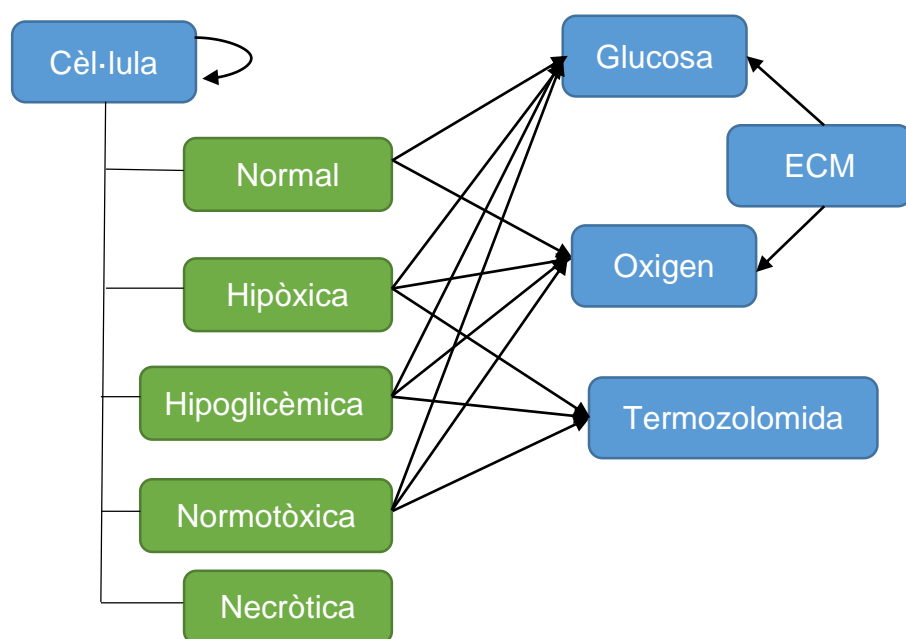 Cèl·lula
Glucosa
ECM
Normal
Oxigen
Hipòxica
Hipoglicèmica
Termozolomida
Normotòxica
Necròtica